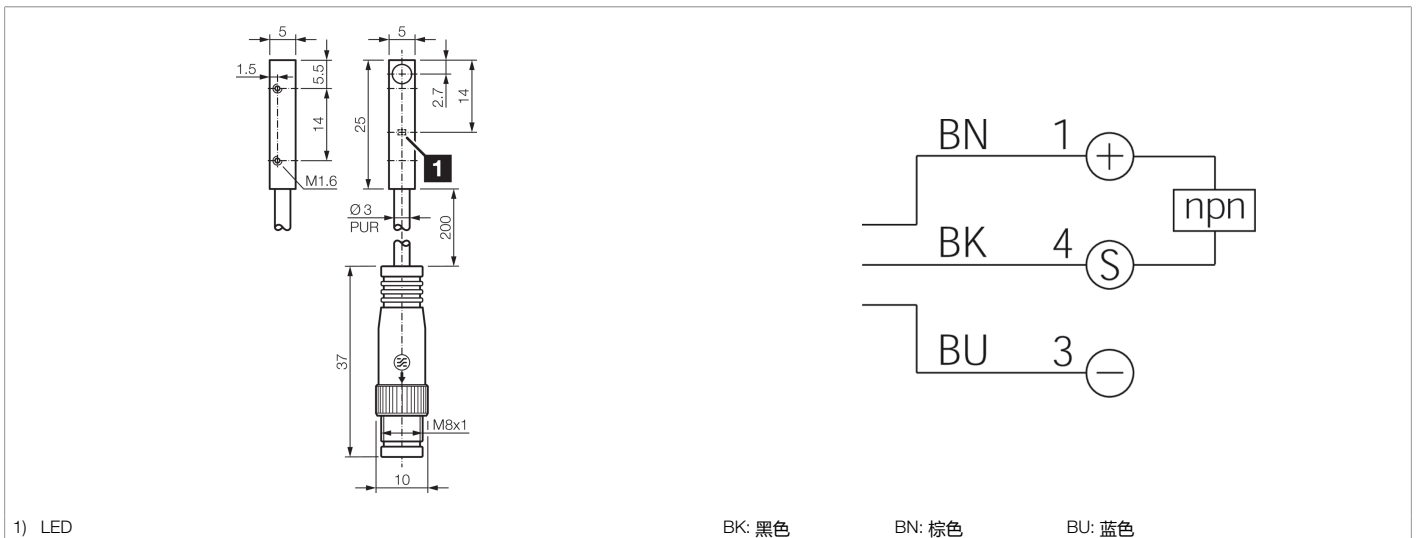 5
5
1.5
5.5
2.7
14
25
14
1
M1.6
Ø 3
PUR
200
37
M8x1
10
BN 1 +
npn
BK 4 S
BU 3 −
1) LED
BK: 黑色 BN: 棕色 BU: 蓝色